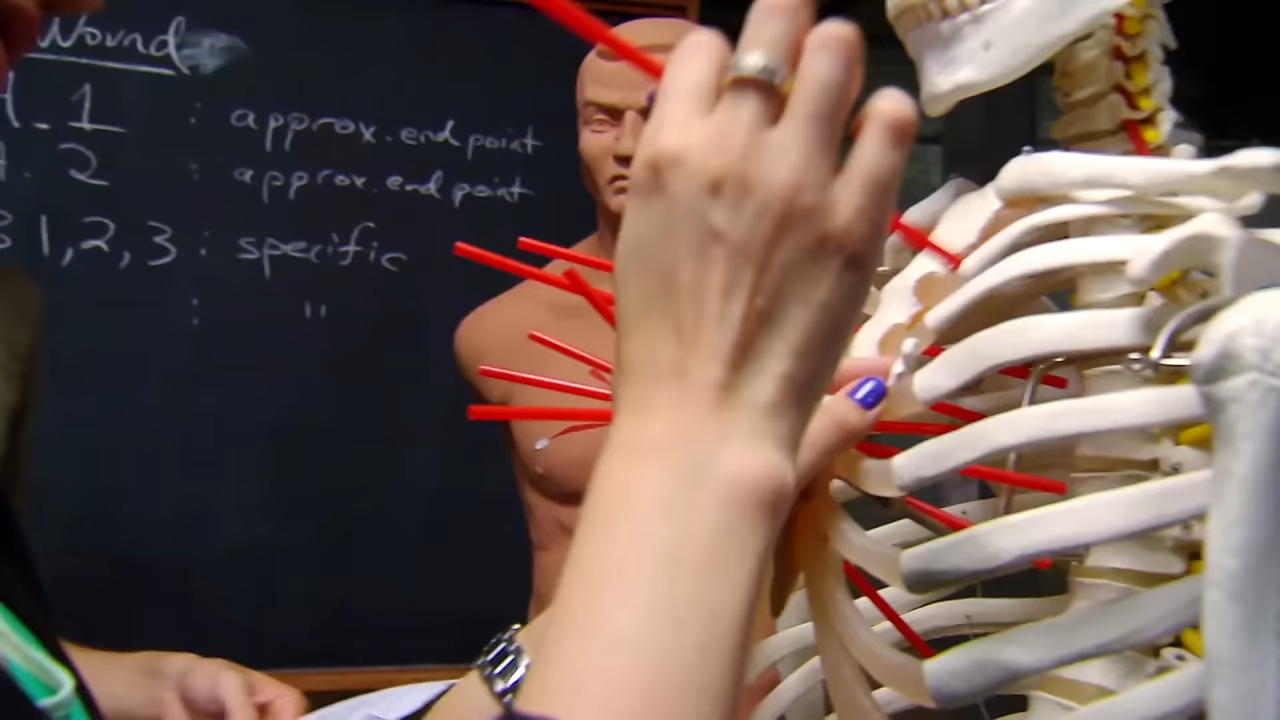 Wound
1 : approx. end point
2 : approx. end point
B 1, 2, 3 : specific
: "